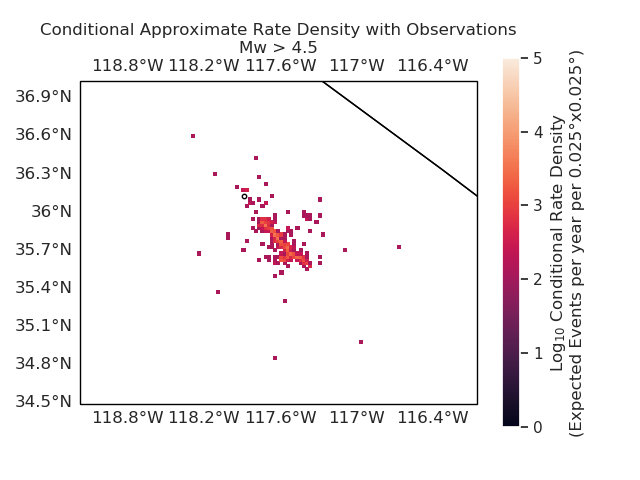 Conditional Approximate Rate Density with Observations
Mw > 4.5
118.8°W 118.2°W 117.6°W 117°W 116.4°W
36.9°N
36.6°N
36.3°N
36°N
35.7°N
35.4°N
35.1°N
34.8°N
34.5°N
118.8°W 118.2°W 117.6°W 117°W 116.4°W
5
4
3
2
1
0
Log₁₀ Conditional Rate Density
(Expected Events per year per 0.025°x0.025°)